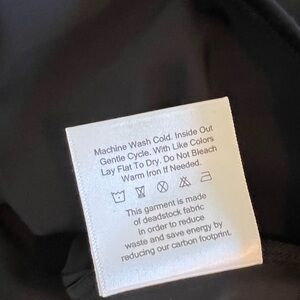 Machine Wash Cold. Inside Out
Gentle Cycle. With Like Colors
Lay Flat To Dry. Do Not Bleach
Warm Iron If Needed.
This garment is made
of deadstock fabric
In order to reduce
waste and save energy by
reducing our carbon footprint.